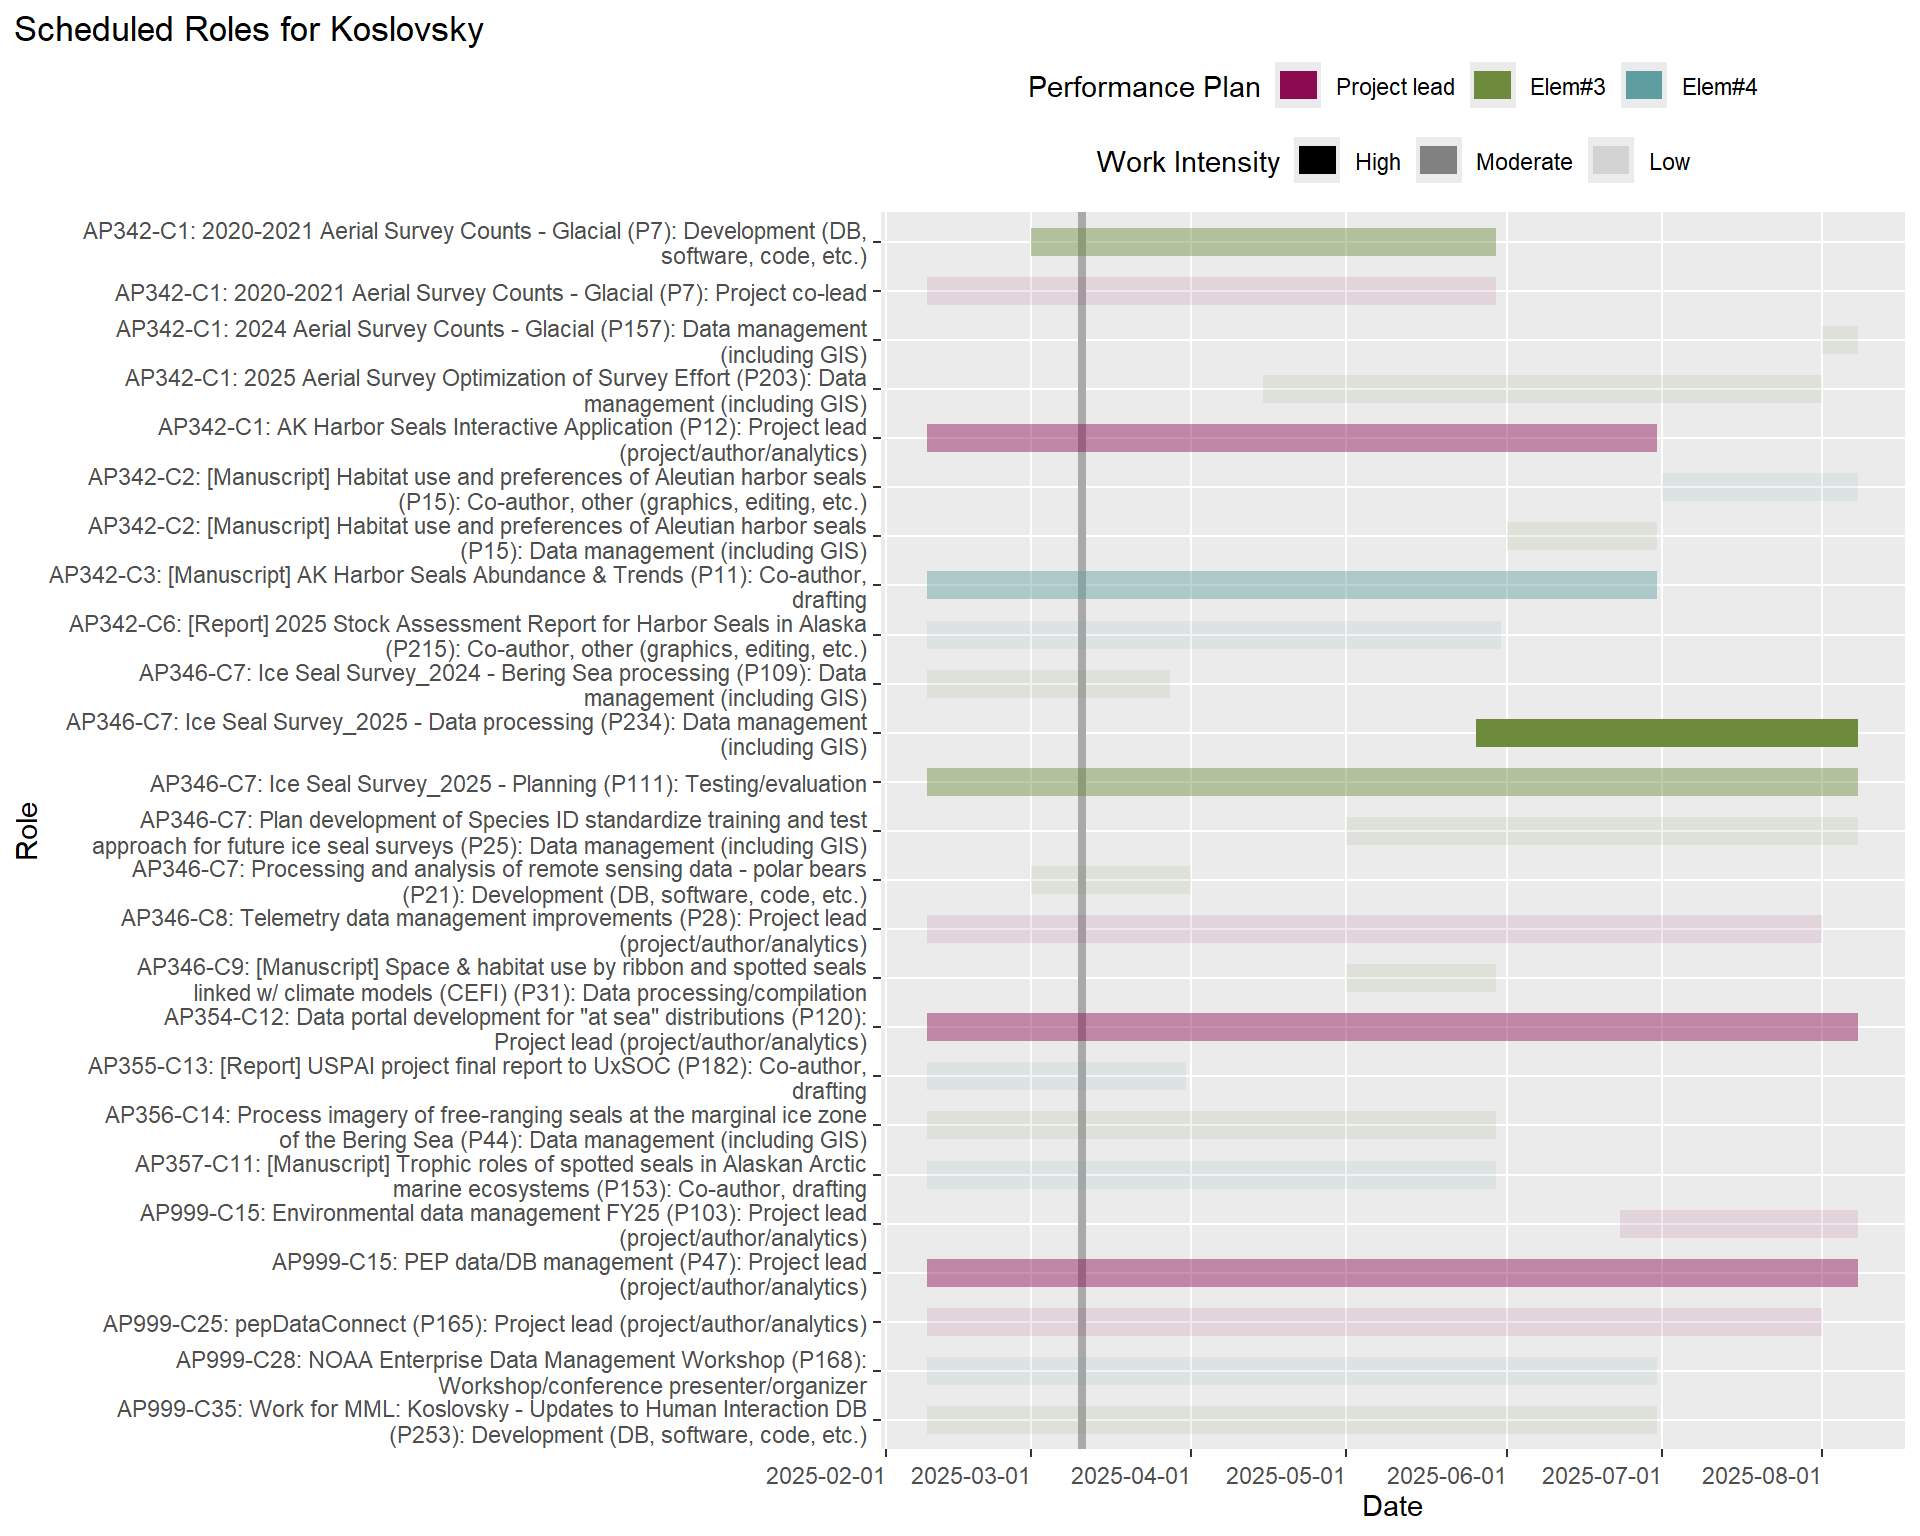 Scheduled Roles for Koslovsky
Performance Plan Project lead Elem#3 Elem#4
Work Intensity High Moderate Low
AP342-C1: 2020-2021 Aerial Survey Counts - Glacial (P7): Development (DB,
software, code, etc.)
AP342-C1: 2020-2021 Aerial Survey Counts - Glacial (P7): Project co-lead
AP342-C1: 2024 Aerial Survey Counts - Glacial (P157): Data management
(including GIS)
AP342-C1: 2025 Aerial Survey Optimization of Survey Effort (P203): Data
management (including GIS)
AP342-C1: AK Harbor Seals Interactive Application (P12): Project lead
(project/author/analytics)
AP342-C2: [Manuscript] Habitat use and preferences of Aleutian harbor seals
(P15): Co-author, other (graphics, editing, etc.)
AP342-C2: [Manuscript] Habitat use and preferences of Aleutian harbor seals
(P15): Data management (including GIS)
AP342-C3: [Manuscript] AK Harbor Seals Abundance & Trends (P11): Co-author,
drafting
AP342-C6: [Report] 2025 Stock Assessment Report for Harbor Seals in Alaska
(P215): Co-author, other (graphics, editing, etc.)
AP346-C7: Ice Seal Survey_2024 - Bering Sea processing (P109): Data
management (including GIS)
AP346-C7: Ice Seal Survey_2025 - Data processing (P234): Data management
(including GIS)
AP346-C7: Ice Seal Survey_2025 - Planning (P111): Testing/evaluation
AP346-C7: Plan development of Species ID standardize training and test
approach for future ice seal surveys (P25): Data management (including GIS)
AP346-C7: Processing and analysis of remote sensing data - polar bears
(P21): Development (DB, software, code, etc.)
AP346-C8: Telemetry data management improvements (P28): Project lead
(project/author/analytics)
AP346-C9: [Manuscript] Space & habitat use by ribbon and spotted seals
linked w/ climate models (CEFI) (P31): Data processing/compilation
AP354-C12: Data portal development for "at sea" distributions (P120):
Project lead (project/author/analytics)
AP355-C13: [Report] USPAI project final report to UxSOC (P182): Co-author,
drafting
AP356-C14: Process imagery of free-ranging seals at the marginal ice zone
of the Bering Sea (P44): Data management (including GIS)
AP357-C11: [Manuscript] Trophic roles of spotted seals in Alaskan Arctic
marine ecosystems (P153): Co-author, drafting
AP999-C15: Environmental data management FY25 (P103): Project lead
(project/author/analytics)
AP999-C15: PEP data/DB management (P47): Project lead
(project/author/analytics)
AP999-C25: pepDataConnect (P165): Project lead (project/author/analytics)
AP999-C28: NOAA Enterprise Data Management Workshop (P168):
Workshop/conference presenter/organizer
AP999-C35: Work for MML: Koslovsky - Updates to Human Interaction DB
(P253): Development (DB, software, code, etc.)
Role
2025-02-01 2025-03-01 2025-04-01 2025-05-01 2025-06-01 2025-07-01 2025-08-01
Date